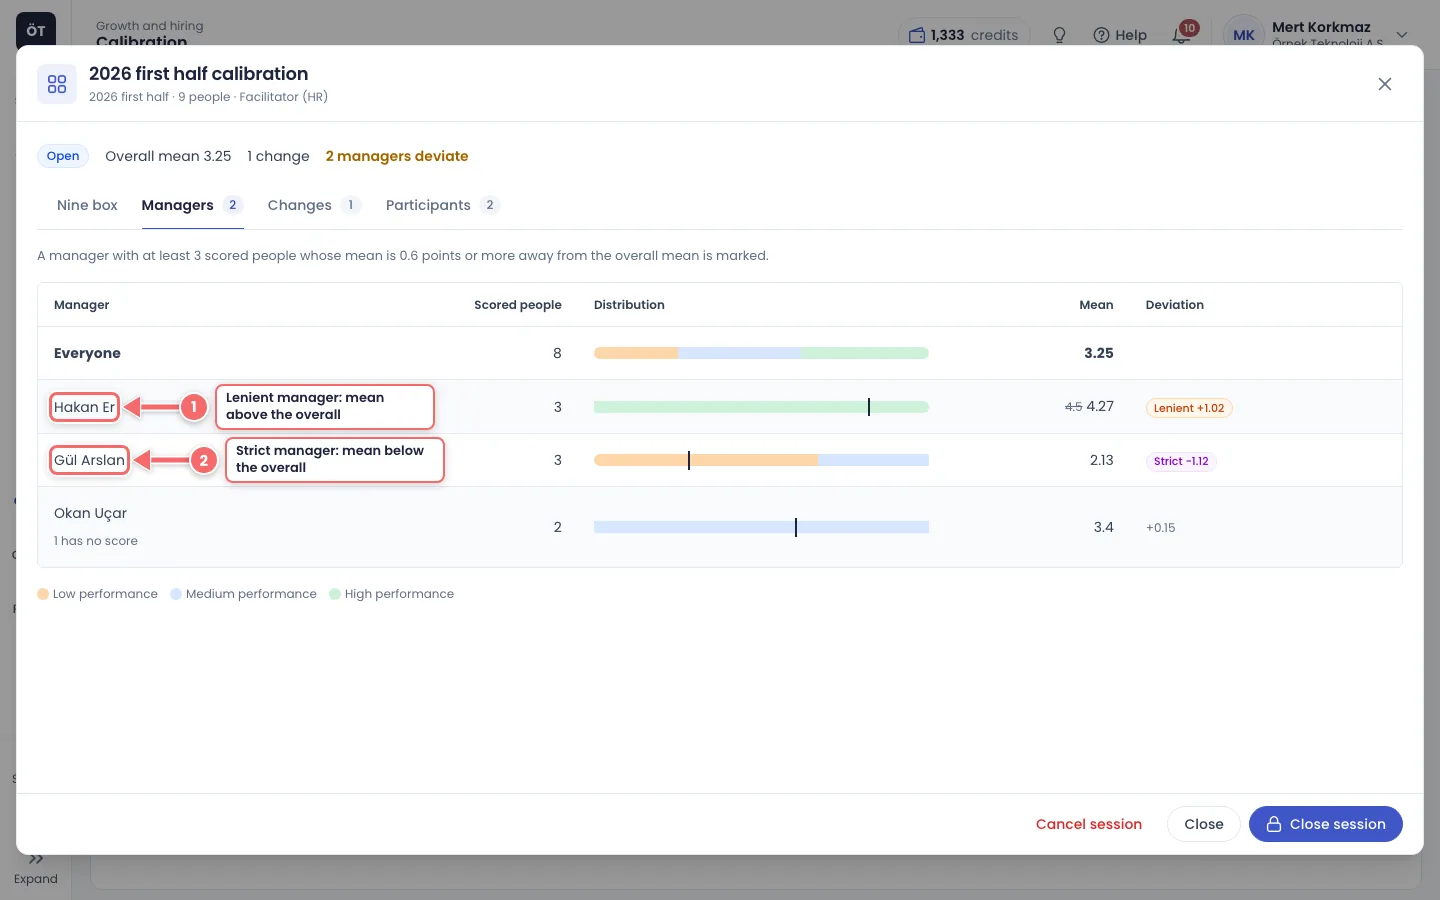 ÖT
Growth and hiring
Calibration
1,333 credits
Help
10
MK
Mert Korkmaz
Örnek Teknoloji A.Ş.
2026 first half calibration
2026 first half · 9 people · Facilitator (HR)
Open
Overall mean 3.25
1 change
2 managers deviate
Nine box
Managers 2
Changes 1
Participants 2
A manager with at least 3 scored people whose mean is 0.6 points or more away from the overall mean is marked.
Manager
Scored people
Distribution
Mean
Deviation
Everyone
8
3.25
Hakan Er
1
Lenient manager: mean
above the overall
3
4.5 4.27
Lenient +1.02
Gül Arslan
2
Strict manager: mean below
the overall
3
2.13
Strict -1.12
Okan Uçar
1 has no score
2
3.4
+0.15
Low performance
Medium performance
High performance
Cancel session
Close
Close session
Expand